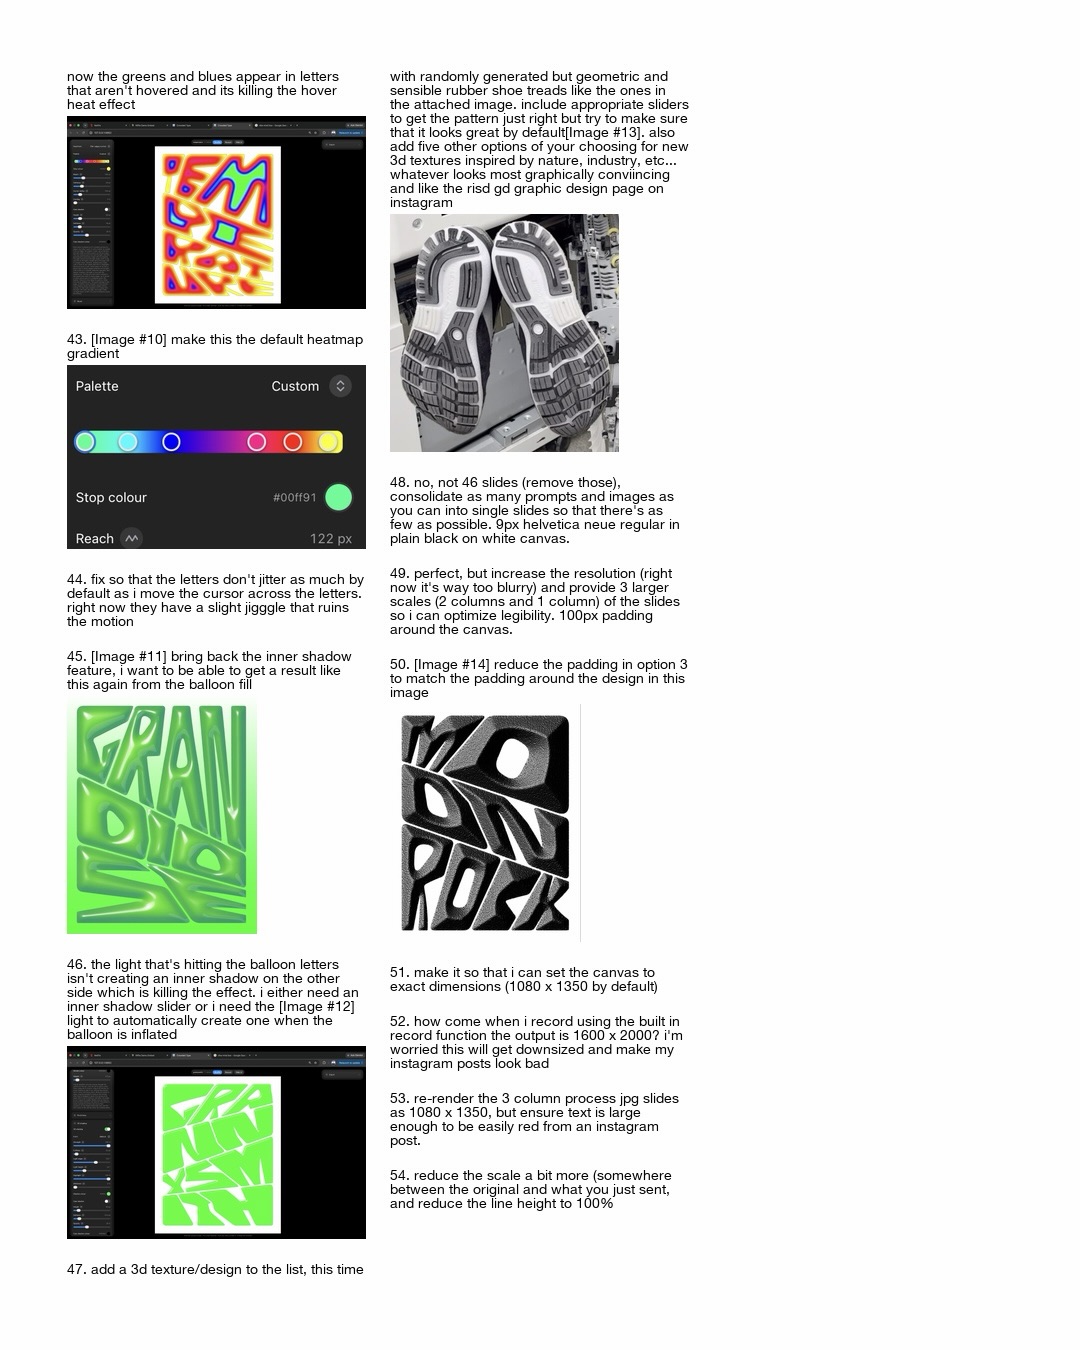 now the greens and blues appear in letters
that aren't hovered and its killing the hover
heat effect
43. [Image #10] make this the default heatmap
gradient
Palette
Custom
Stop colour
#00ff91
Reach
122 px
44. fix so that the letters don't jitter as much by
default as i move the cursor across the letters.
right now they have a slight jigggle that ruins
the motion
45. [Image #11] bring back the inner shadow
feature, i want to be able to get a result like
this again from the balloon fill
GRAN
DIO
SE
46. the light that's hitting the balloon letters
isn't creating an inner shadow on the other
side which is killing the effect. i either need an
inner shadow slider or i need the [Image #12]
light to automatically create one when the
balloon is inflated
47. add a 3d texture/design to the list, this time
with randomly generated but geometric and
sensible rubber shoe treads like the ones in
the attached image. include appropriate sliders
to get the pattern just right but try to make sure
that it looks great by default[Image #13]. also
add five other options of your choosing for new
3d textures inspired by nature, industry, etc...
whatever looks most graphically conviincing
and like the risd gd graphic design page on
instagram
48. no, not 46 slides (remove those),
consolidate as many prompts and images as
you can into single slides so that there's as
few as possible. 9px helvetica neue regular in
plain black on white canvas.
49. perfect, but increase the resolution (right
now it's way too blurry) and provide 3 larger
scales (2 columns and 1 column) of the slides
so i can optimize legibility. 100px padding
around the canvas.
50. [Image #14] reduce the padding in option 3
to match the padding around the design in this
image
MO
ON
ROCK
51. make it so that i can set the canvas to
exact dimensions (1080 x 1350 by default)
52. how come when i record using the built in
record function the output is 1600 x 2000? i'm
worried this will get downsized and make my
instagram posts look bad
53. re-render the 3 column process jpg slides
as 1080 x 1350, but ensure text is large
enough to be easily red from an instagram
post.
54. reduce the scale a bit more (somewhere
between the original and what you just sent,
and reduce the line height to 100%